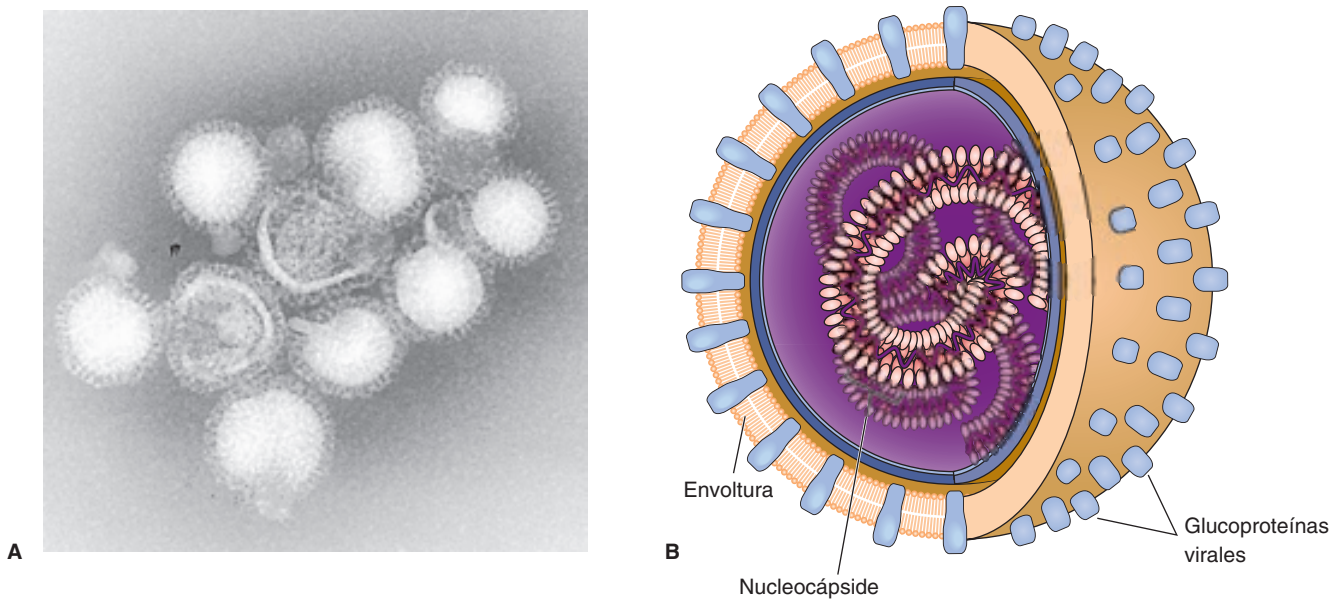 A
B
Envoltura
Nucleocápside
Glucoproteínas
virales